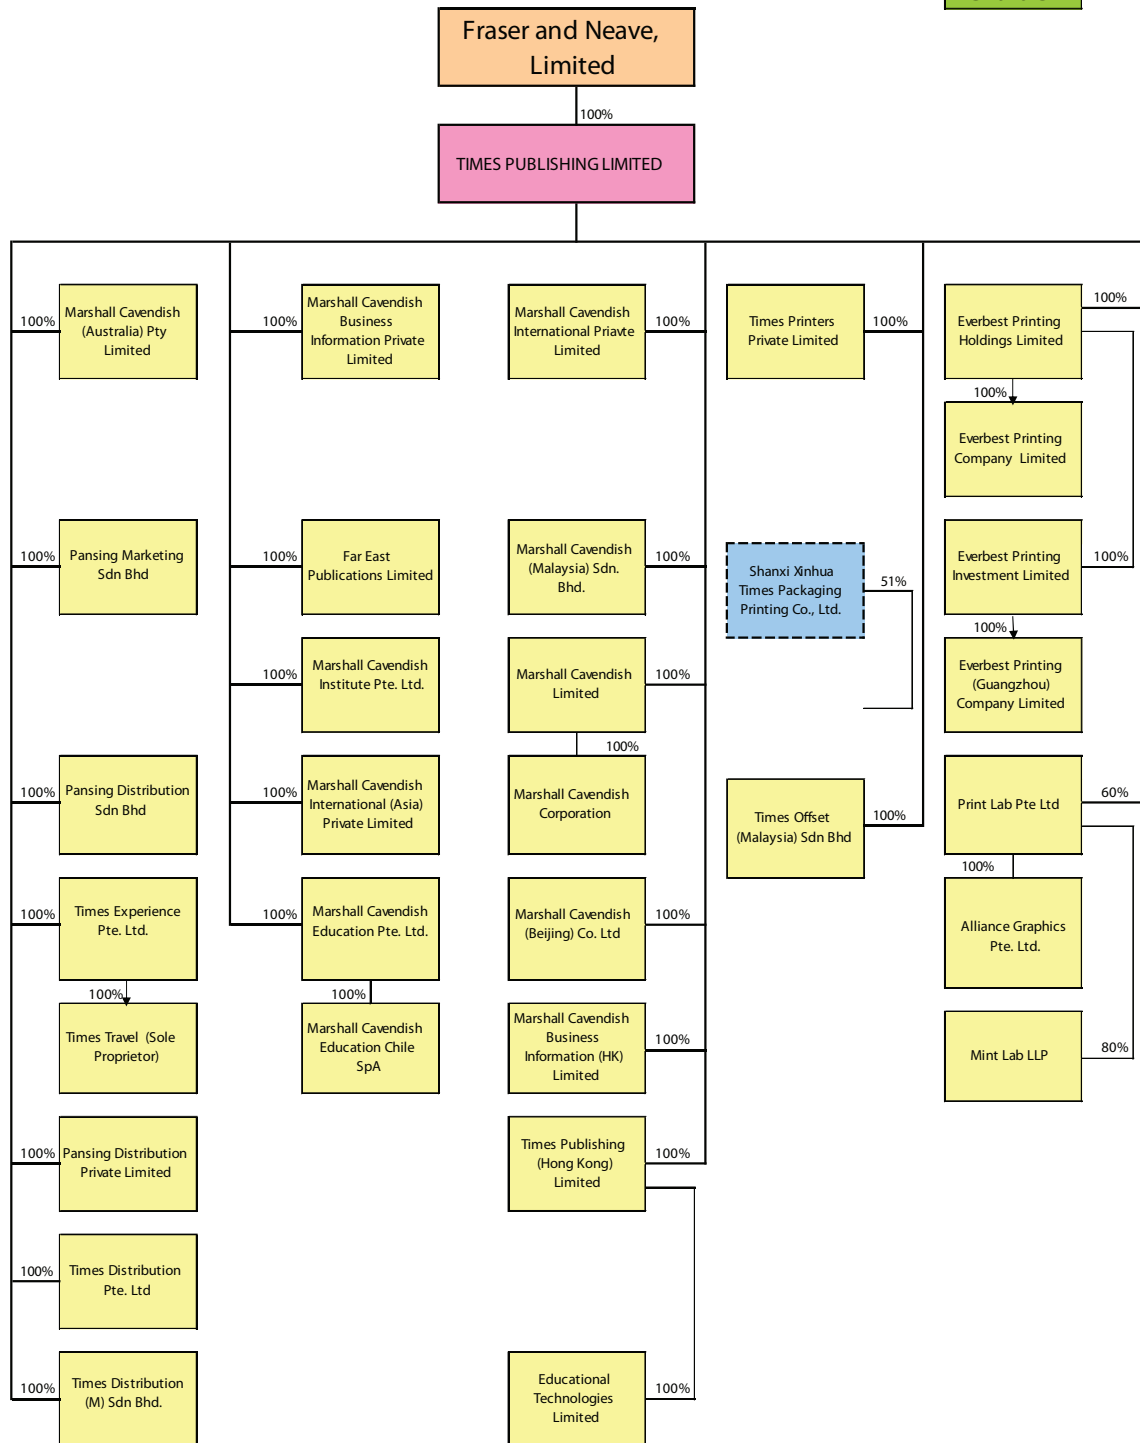 Fraser and Neave,
Limited
100%
TIMES PUBLISHING LIMITED
100%
Marshall Cavendish
(Australia) Pty
Limited
100%
Pansing Marketing
Sdn Bhd
100%
Pansing Distribution
Sdn Bhd
100%
Times Experience
Pte. Ltd.
100%
Times Travel (Sole
Proprietor)
100%
Pansing Distribution
Private Limited
100%
Times Distribution
Pte. Ltd
100%
Times Distribution
(M) Sdn Bhd.
100%
Marshall Cavendish
Business
Information Private
Limited
100%
Far East
Publications Limited
100%
Marshall Cavendish
Institute Pte. Ltd.
100%
Marshall Cavendish
International (Asia)
Private Limited
100%
Marshall Cavendish
Education Pte. Ltd.
100%
Marshall Cavendish
Education Chile
SpA
Marshall Cavendish
International Priavte
Limited
100%
Marshall Cavendish
(Malaysia) Sdn.
Bhd.
100%
Marshall Cavendish
Limited
100%
100%
Marshall Cavendish
Corporation
Marshall Cavendish
(Beijing) Co. Ltd
100%
Marshall Cavendish
Business
Information (HK)
Limited
100%
Times Publishing
(Hong Kong)
Limited
100%
Educational
Technologies
Limited
100%
Times Printers
Private Limited
100%
Shanxi Xinhua
Times Packaging
Printing Co., Ltd.
51%
Times Offset
(Malaysia) Sdn Bhd
100%
Everbest Printing
Holdings Limited
100%
100%
Everbest Printing
Company Limited
Everbest Printing
Investment Limited
100%
100%
Everbest Printing
(Guangzhou)
Company Limited
Print Lab Pte Ltd
60%
100%
Alliance Graphics
Pte. Ltd.
Mint Lab LLP
80%